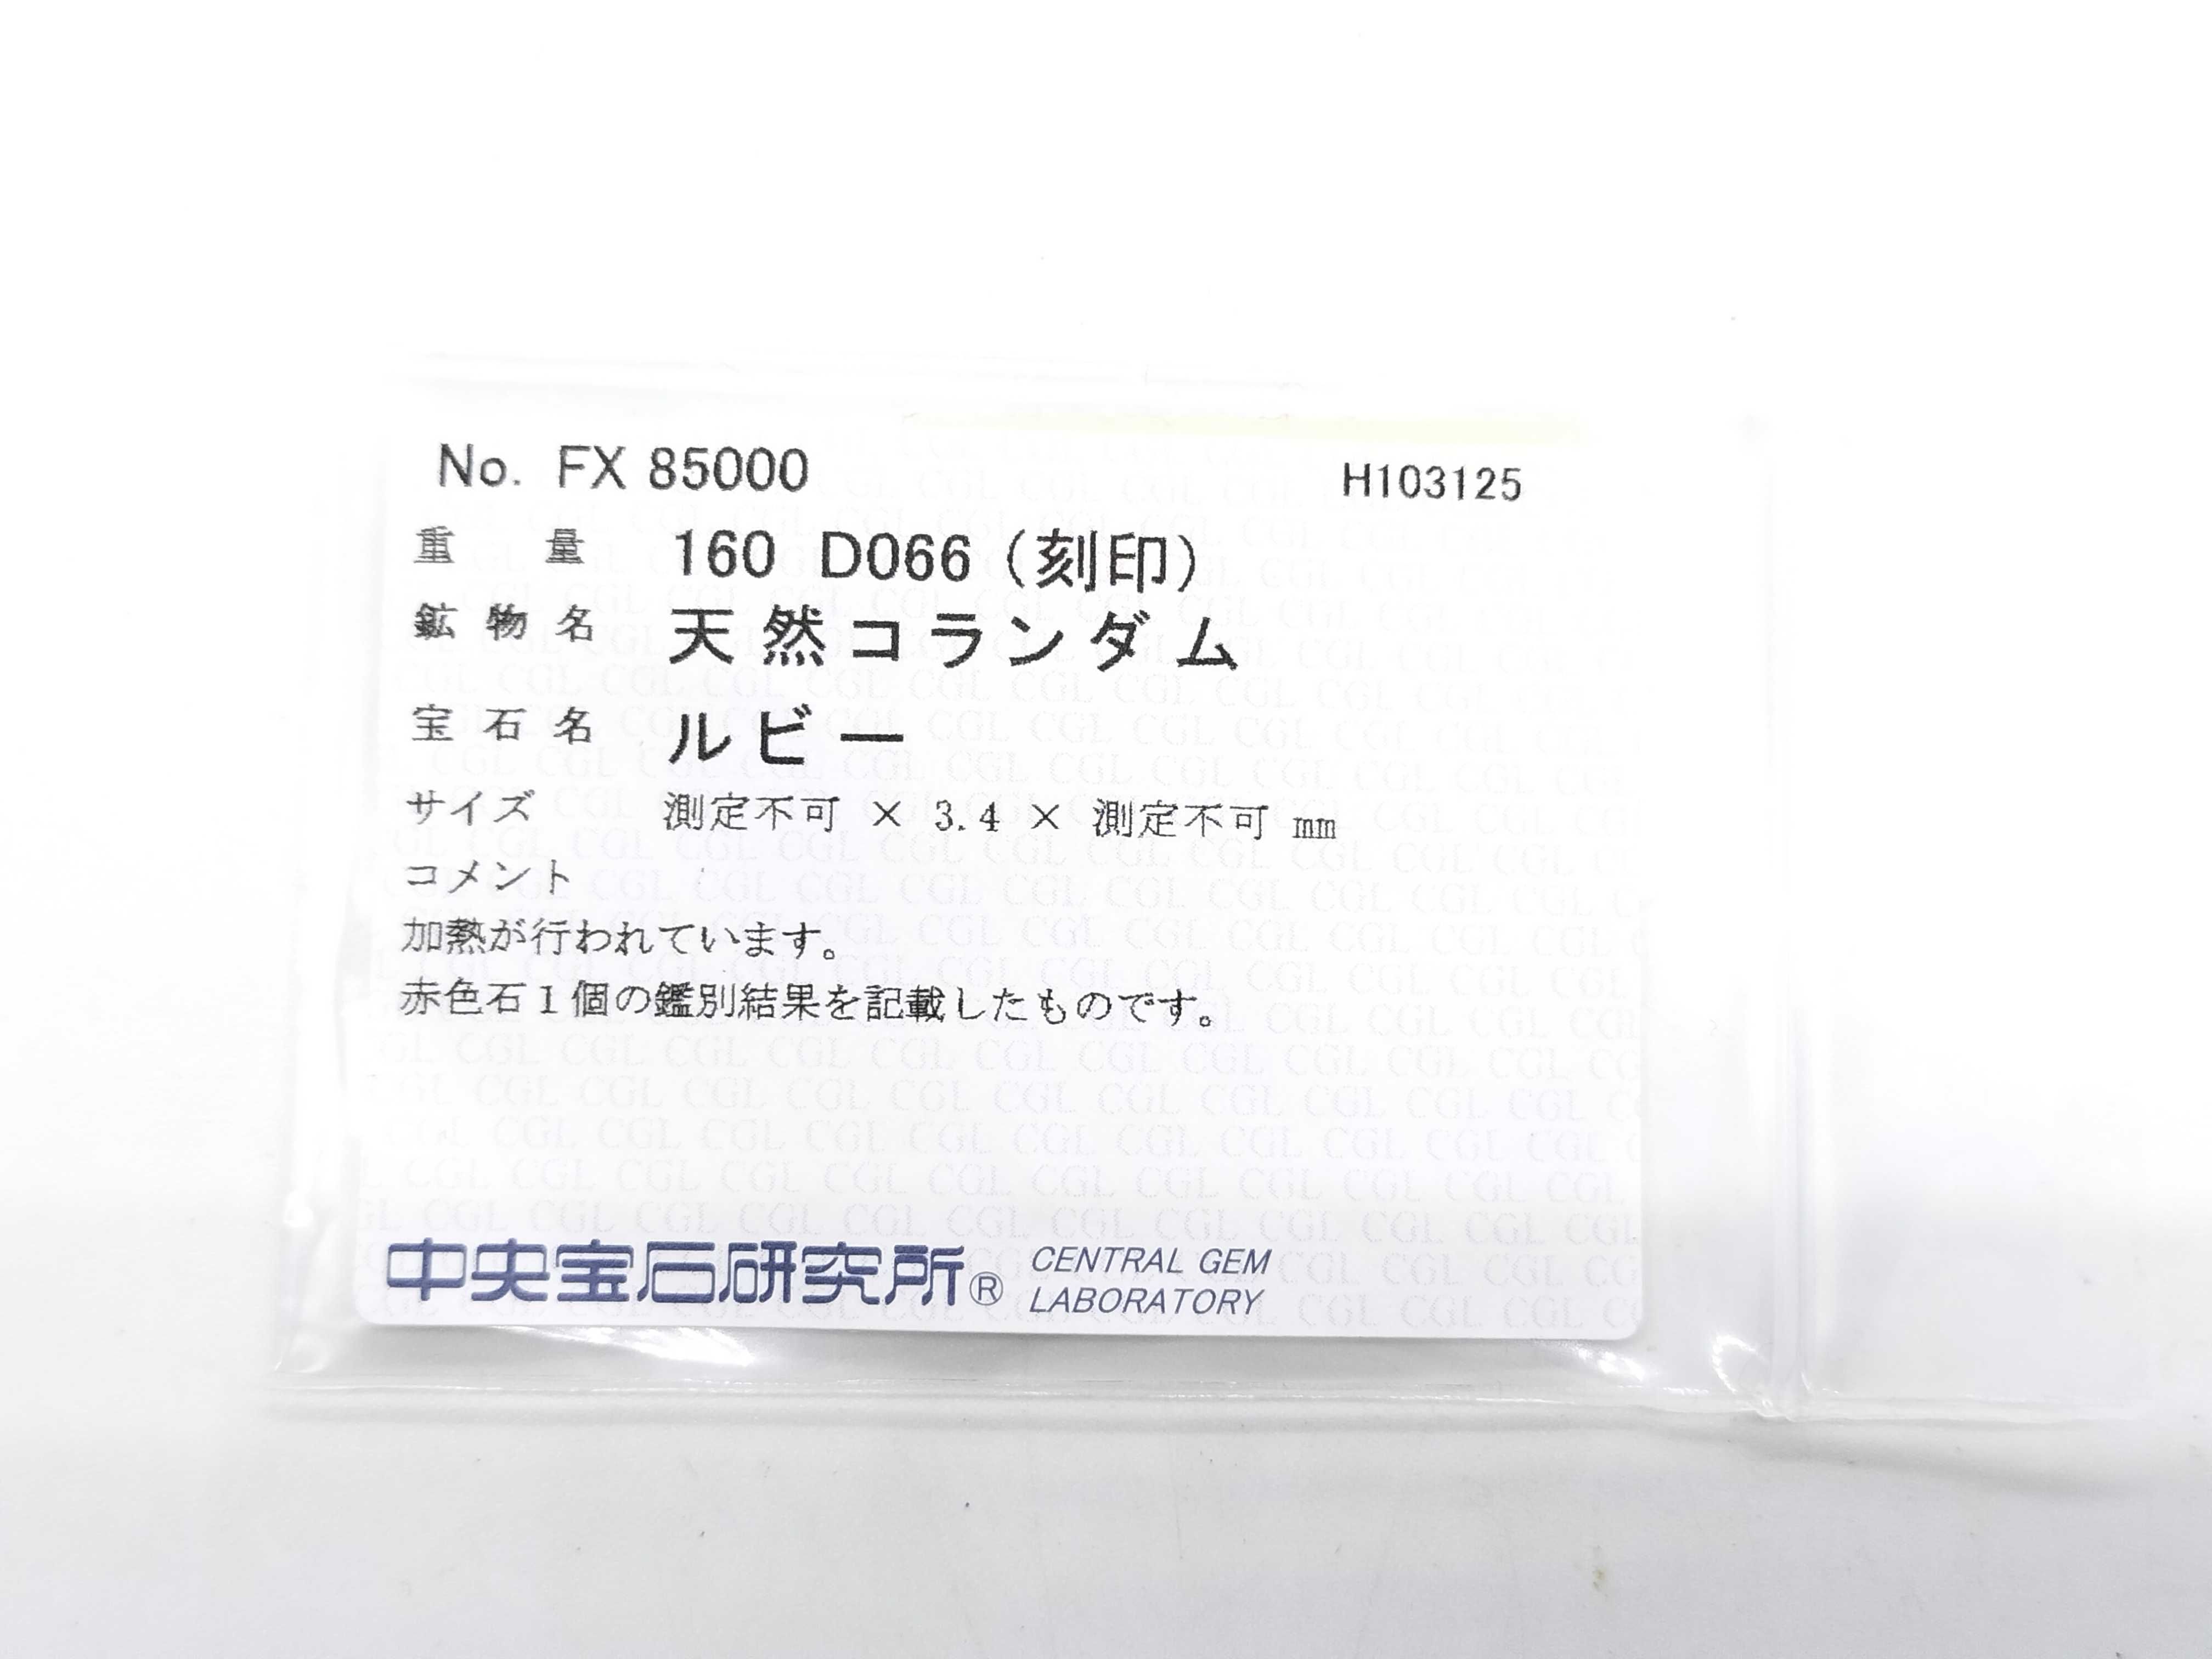 No. FX 85000 H103125
重量 160 D066（刻印）
鉱物名 天然コランダム
宝石名 ルビー
サイズ 測定不可 × 3.4 × 測定不可 mm
コメント
加熱が行われています。
赤色石１個の鑑別結果を記載したものです。
中央宝石研究所® CENTRAL GEM
LABORATORY